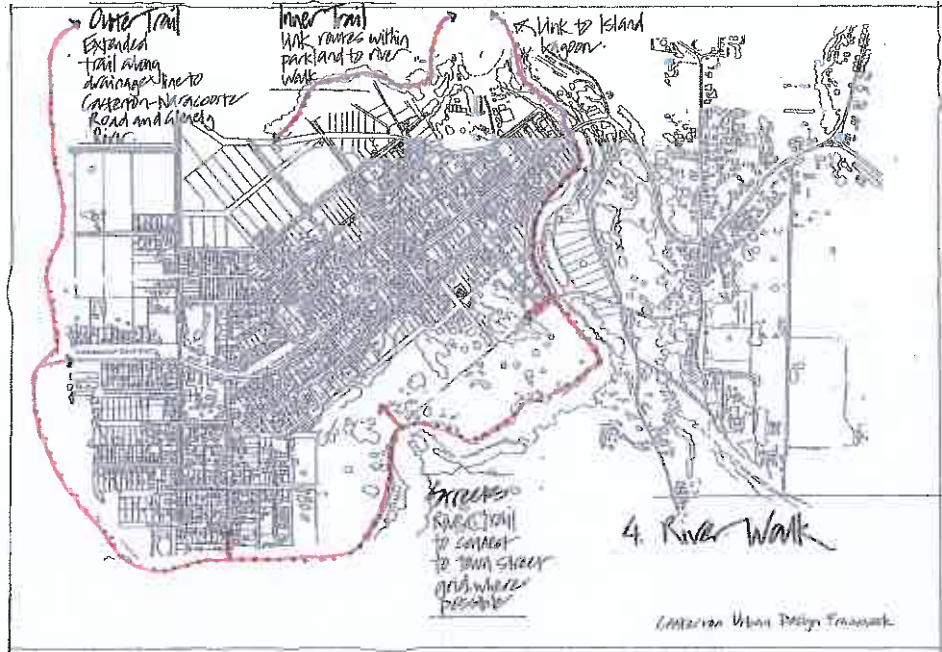 Outer Trail
Extended
trail along
drainage line to
Casterton-Naracoorte
Road and Glenelg
River
Inner Trail
Link routes within
parkland to river
walk
Link to Island
Lagoon.
Streets
River Trail
to connect
to town street
grid where
possible
4. River Walk
Casterton Urban Design Framework